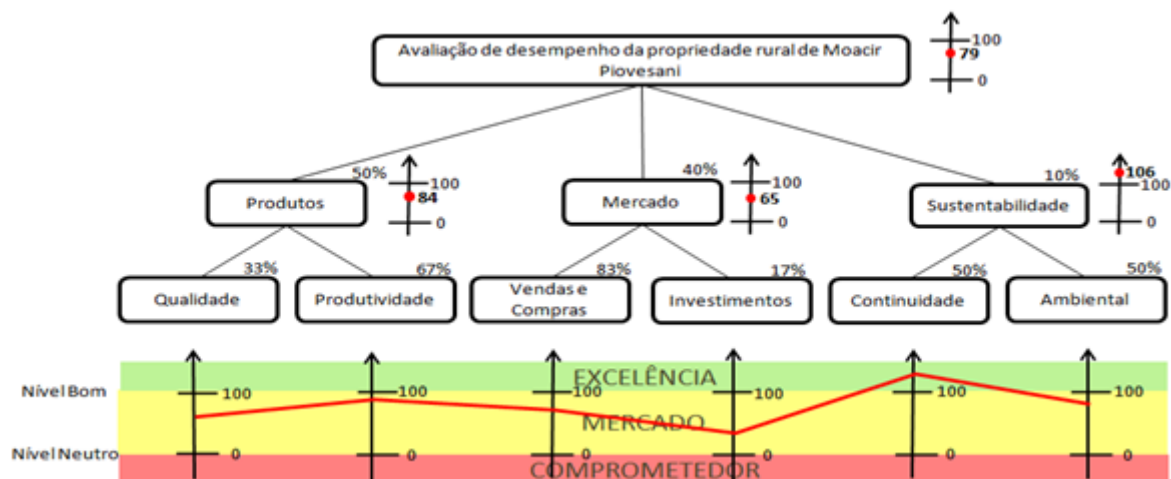 Avaliação de desempenho da propriedade rural de Moacir
Piovesani
100
79
0
50%
Produtos
100
84
0
40%
Mercado
100
65
0
10%
Sustentabilidade
106
100
0
33%
Qualidade
67%
Produtividade
83%
Vendas e
Compras
17%
Investimentos
50%
Continuidade
50%
Ambiental
EXCELÊNCIA
Nível Bom
100
100
100
100
100
100
MERCADO
Nível Neutro
0
0
0
0
0
0
COMPROMETEDOR